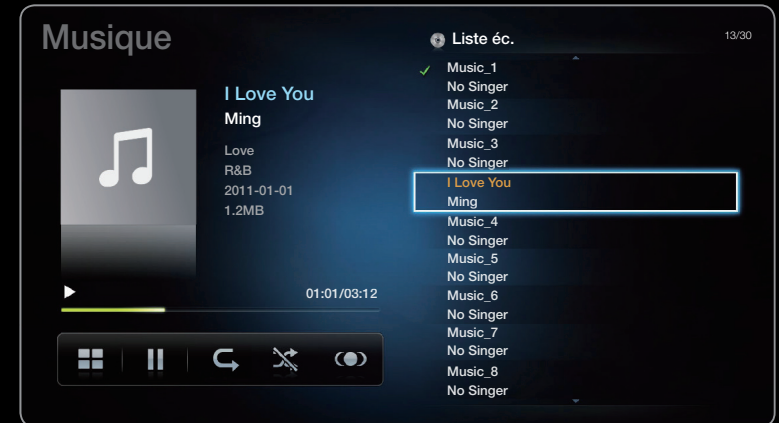 Musique
I Love You
Ming
Love
R&B
2011-01-01
1.2MB
01:01/03:12
Liste éc.
13/30
Music_1
No Singer
Music_2
No Singer
Music_3
No Singer
I Love You
Ming
Music_4
No Singer
Music_5
No Singer
Music_6
No Singer
Music_7
No Singer
Music_8
No Singer